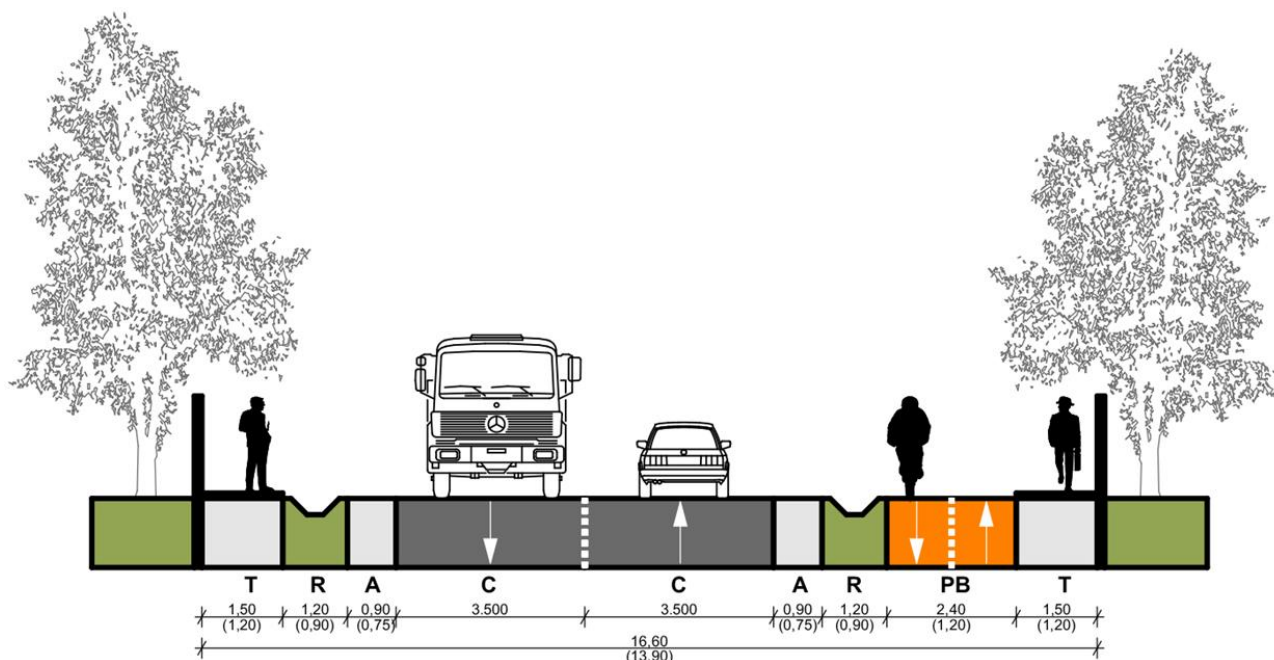 T R A C C A R PB T
1,50 1,20 0,90 3.500 3.500 0,90 1,20 2,40 1,50
(1,20) (0,90) (0,75) (0,75) (0,90) (1,20) (1,20)
16,60
(13,90)